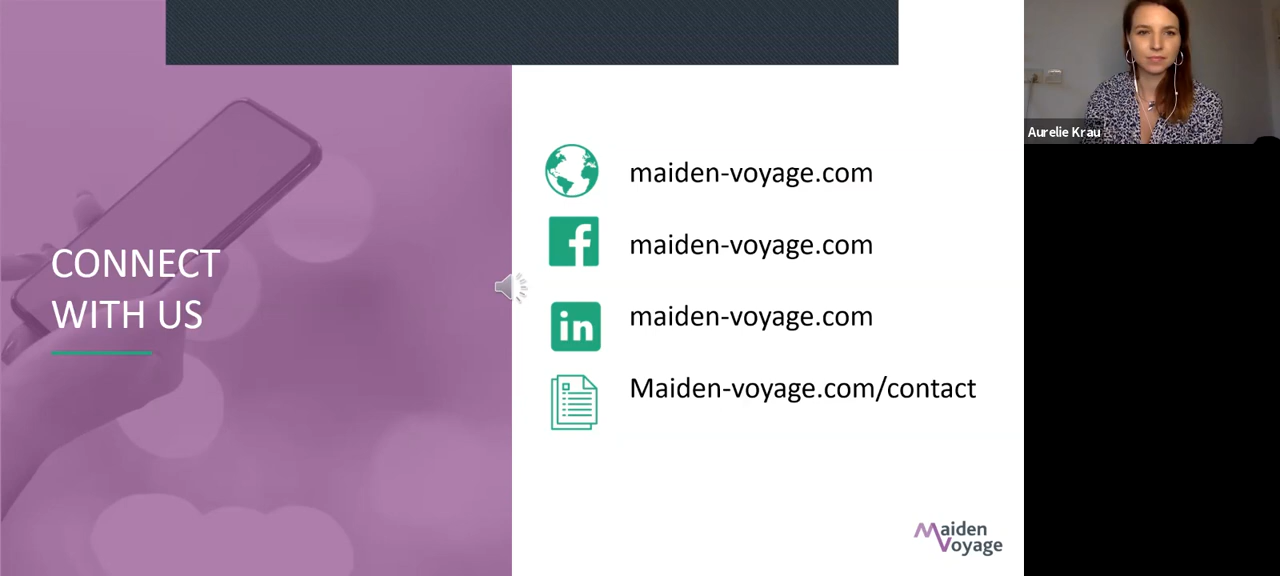 CONNECT
WITH US
maiden-voyage.com
maiden-voyage.com
maiden-voyage.com
Maiden-voyage.com/contact
Maiden
Voyage
Aurelie Krau